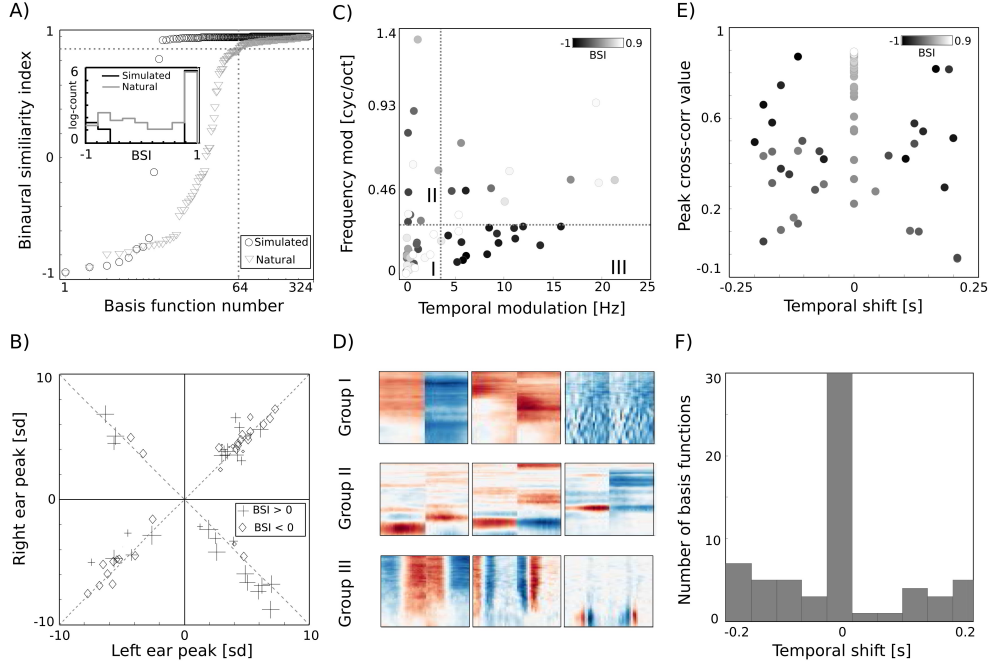 A)
Binaural similiarity index
1
0
-1
6
log-count
0
Simulated
Natural
-1
BSI
1
Simulated
Natural
1
64
324
Basis function number
C)
Frequency mod [cyc/oct]
1.4
0.93
0.46
0
-1
0.9
BSI
II
I
III
0
5
10
15
20
25
Temporal modulation [Hz]
E)
Peak cross-corr value
1
0.6
0.2
-0.1
-1
0.9
BSI
-0.25
0
0.25
Temporal shift [s]
B)
Right ear peak [sd]
10
0
-10
BSI > 0
BSI < 0
-10
0
10
Left ear peak [sd]
D)
Group I
Group II
Group III
F)
Number of basis functions
30
20
10
0
-0.2
0
0.2
Temporal shift [s]